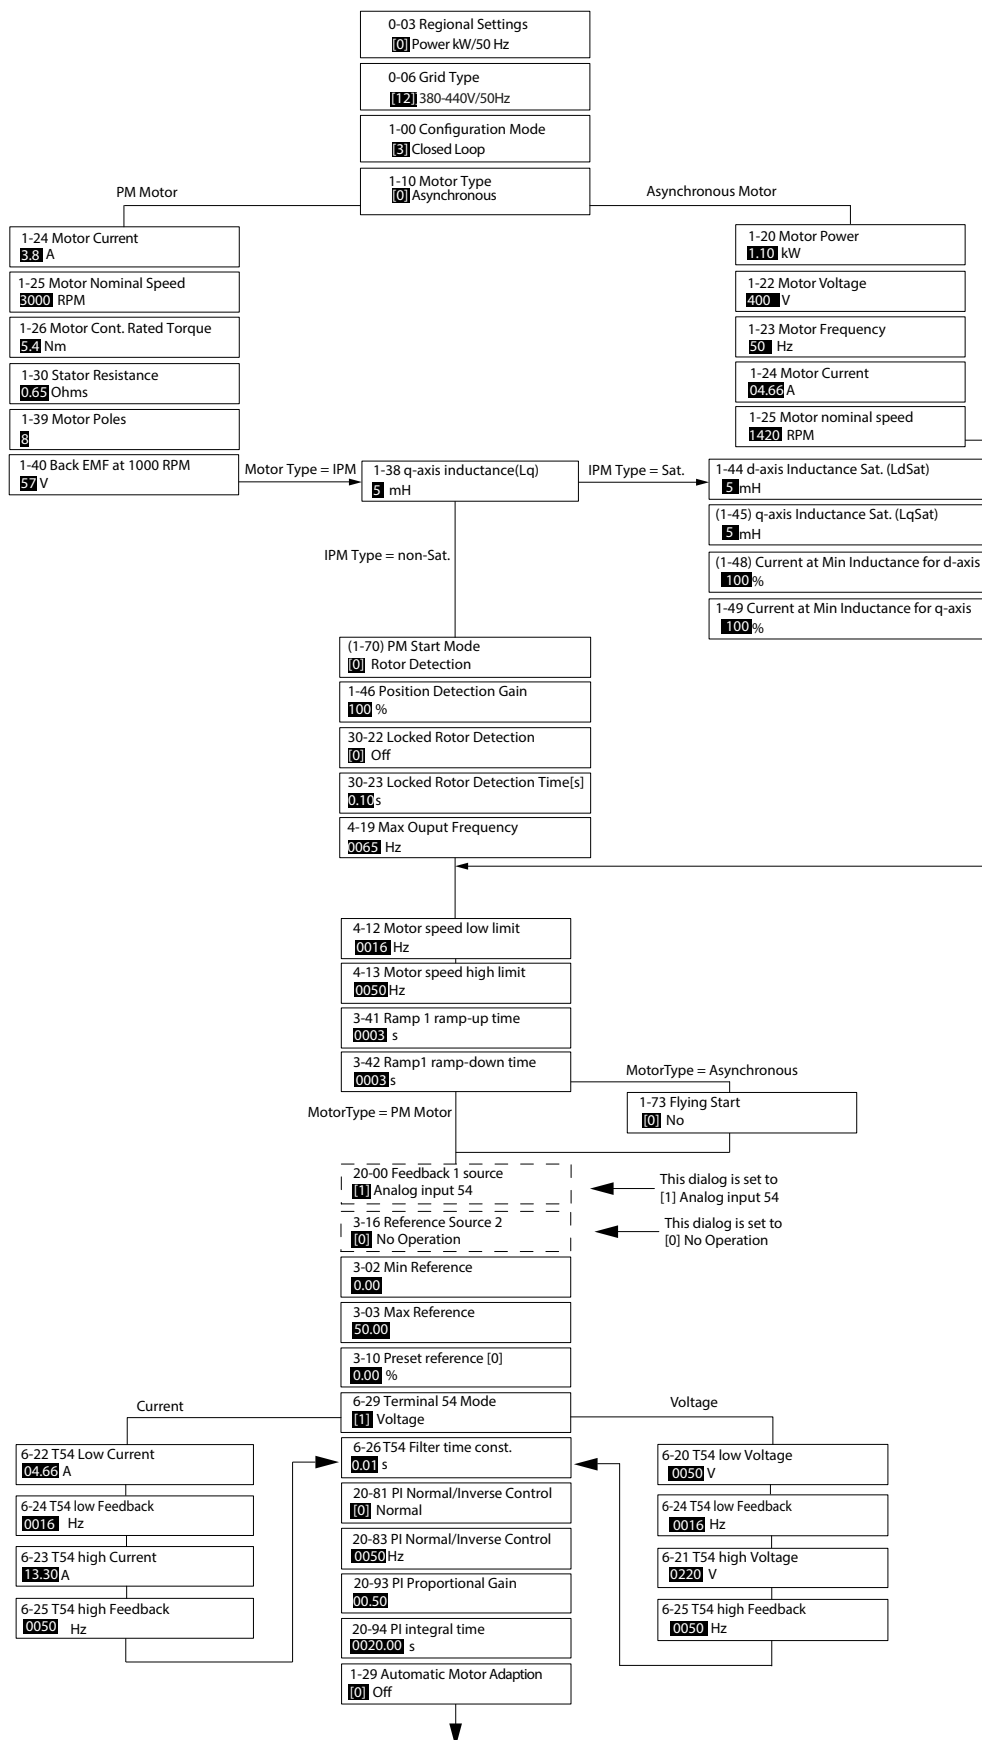 0-03 Regional Settings
[0] Power kW/50 Hz
0-06 Grid Type
[12] 380-440V/50Hz
1-00 Configuration Mode
[3] Closed Loop
1-10 Motor Type
[0] Asynchronous
PM Motor
Asynchronous Motor
1-24 Motor Current
3.8 A
1-25 Motor Nominal Speed
3000 RPM
1-26 Motor Cont. Rated Torque
5.4 Nm
1-30 Stator Resistance
0.65 Ohms
1-39 Motor Poles
8
1-40 Back EMF at 1000 RPM
57 V
1-20 Motor Power
1.10 kW
1-22 Motor Voltage
400 V
1-23 Motor Frequency
50 Hz
1-24 Motor Current
04.66 A
1-25 Motor nominal speed
1420 RPM
Motor Type = IPM
1-38 q-axis inductance(Lq)
5 mH
IPM Type = Sat.
1-44 d-axis Inductance Sat. (LdSat)
5 mH
(1-45) q-axis Inductance Sat. (LqSat)
5 mH
(1-48) Current at Min Inductance for d-axis
100 %
1-49 Current at Min Inductance for q-axis
100 %
IPM Type = non-Sat.
(1-70) PM Start Mode
[0] Rotor Detection
1-46 Position Detection Gain
100 %
30-22 Locked Rotor Detection
[0] Off
30-23 Locked Rotor Detection Time[s]
0.10 s
4-19 Max Ouput Frequency
0065 Hz
4-12 Motor speed low limit
0016 Hz
4-13 Motor speed high limit
0050 Hz
3-41 Ramp 1 ramp-up time
0003 s
3-42 Ramp1 ramp-down time
0003 s
MotorType = Asynchronous
MotorType = PM Motor
1-73 Flying Start
[0] No
20-00 Feedback 1 source
[1] Analog input 54
This dialog is set to
[1] Analog input 54
3-16 Reference Source 2
[0] No Operation
This dialog is set to
[0] No Operation
3-02 Min Reference
0.00
3-03 Max Reference
50.00
3-10 Preset reference [0]
0.00 %
6-29 Terminal 54 Mode
[1] Voltage
Current
Voltage
6-22 T54 Low Current
04.66 A
6-24 T54 low Feedback
0016 Hz
6-23 T54 high Current
13.30 A
6-25 T54 high Feedback
0050 Hz
6-26 T54 Filter time const.
0.01 s
20-81 PI Normal/Inverse Control
[0] Normal
20-83 PI Normal/Inverse Control
0050 Hz
20-93 PI Proportional Gain
00.50
20-94 PI integral time
0020.00 s
1-29 Automatic Motor Adaption
[0] Off
6-20 T54 low Voltage
0050 V
6-24 T54 low Feedback
0016 Hz
6-21 T54 high Voltage
0220 V
6-25 T54 high Feedback
0050 Hz